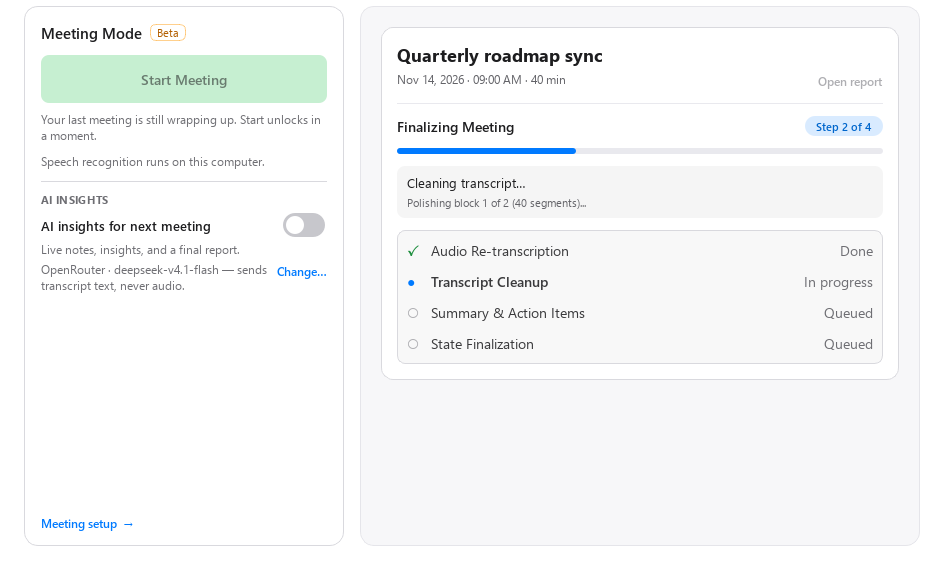 Meeting Mode Beta
Start Meeting
Your last meeting is still wrapping up. Start unlocks in
a moment.
Speech recognition runs on this computer.
AI INSIGHTS
AI insights for next meeting
Live notes, insights, and a final report.
OpenRouter · deepseek-v4.1-flash — sends
transcript text, never audio.
Change...
Meeting setup →
Quarterly roadmap sync
Nov 14, 2026 · 09:00 AM · 40 min
Open report
Finalizing Meeting
Step 2 of 4
Cleaning transcript...
Polishing block 1 of 2 (40 segments)...
✓ Audio Re-transcription Done
● Transcript Cleanup In progress
○ Summary & Action Items Queued
○ State Finalization Queued